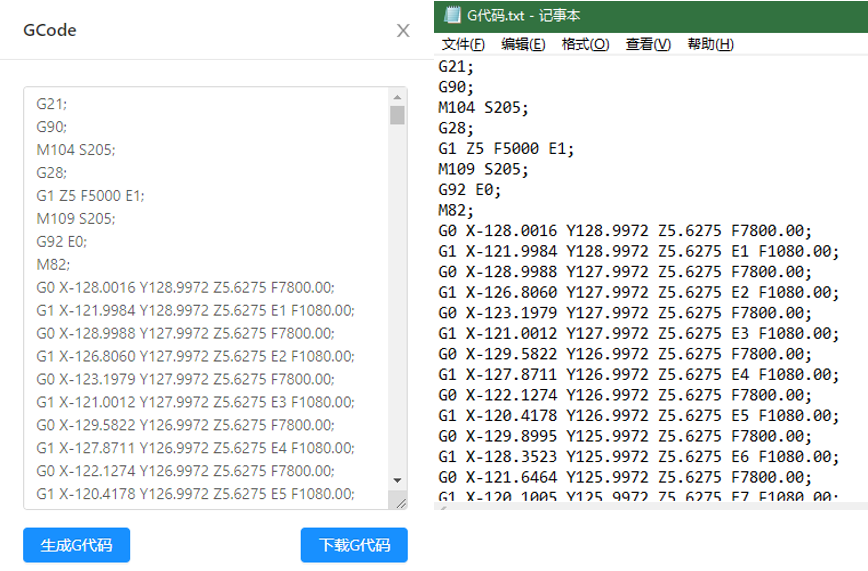 GCode
G21;
G90;
M104 S205;
G28;
G1 Z5 F5000 E1;
M109 S205;
G92 E0;
M82;
G0 X-128.0016 Y128.9972 Z5.6275 F7800.00;
G1 X-121.9984 Y128.9972 Z5.6275 E1 F1080.00;
G0 X-128.9988 Y127.9972 Z5.6275 F7800.00;
G1 X-126.8060 Y127.9972 Z5.6275 E2 F1080.00;
G0 X-123.1979 Y127.9972 Z5.6275 F7800.00;
G1 X-121.0012 Y127.9972 Z5.6275 E3 F1080.00;
G0 X-129.5822 Y126.9972 Z5.6275 F7800.00;
G1 X-127.8711 Y126.9972 Z5.6275 E4 F1080.00;
G0 X-122.1274 Y126.9972 Z5.6275 F7800.00;
G1 X-120.4178 Y126.9972 Z5.6275 E5 F1080.00;
生成G代码
下载G代码
G代码.txt - 记事本
文件(F) 编辑(E) 格式(O) 查看(V) 帮助(H)
G21;
G90;
M104 S205;
G28;
G1 Z5 F5000 E1;
M109 S205;
G92 E0;
M82;
G0 X-128.0016 Y128.9972 Z5.6275 F7800.00;
G1 X-121.9984 Y128.9972 Z5.6275 E1 F1080.00;
G0 X-128.9988 Y127.9972 Z5.6275 F7800.00;
G1 X-126.8060 Y127.9972 Z5.6275 E2 F1080.00;
G0 X-123.1979 Y127.9972 Z5.6275 F7800.00;
G1 X-121.0012 Y127.9972 Z5.6275 E3 F1080.00;
G0 X-129.5822 Y126.9972 Z5.6275 F7800.00;
G1 X-127.8711 Y126.9972 Z5.6275 E4 F1080.00;
G0 X-122.1274 Y126.9972 Z5.6275 F7800.00;
G1 X-120.4178 Y126.9972 Z5.6275 E5 F1080.00;
G0 X-129.8995 Y125.9972 Z5.6275 F7800.00;
G1 X-128.3523 Y125.9972 Z5.6275 E6 F1080.00;
G0 X-121.6464 Y125.9972 Z5.6275 F7800.00;
G1 X-120.1005 Y125.9972 Z5.6275 E7 F1080.00;